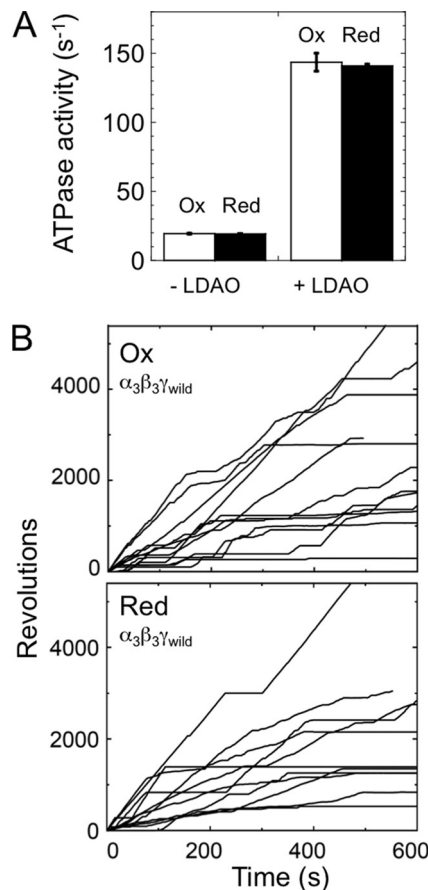 A
ATPase activity (s-1)
150
100
50
0
Ox Red
Ox Red
- LDAO + LDAO
B
Revolutions
Ox
α3β3γwild
4000
2000
0
Red
α3β3γwild
4000
2000
0
0 200 400 600
Time (s)